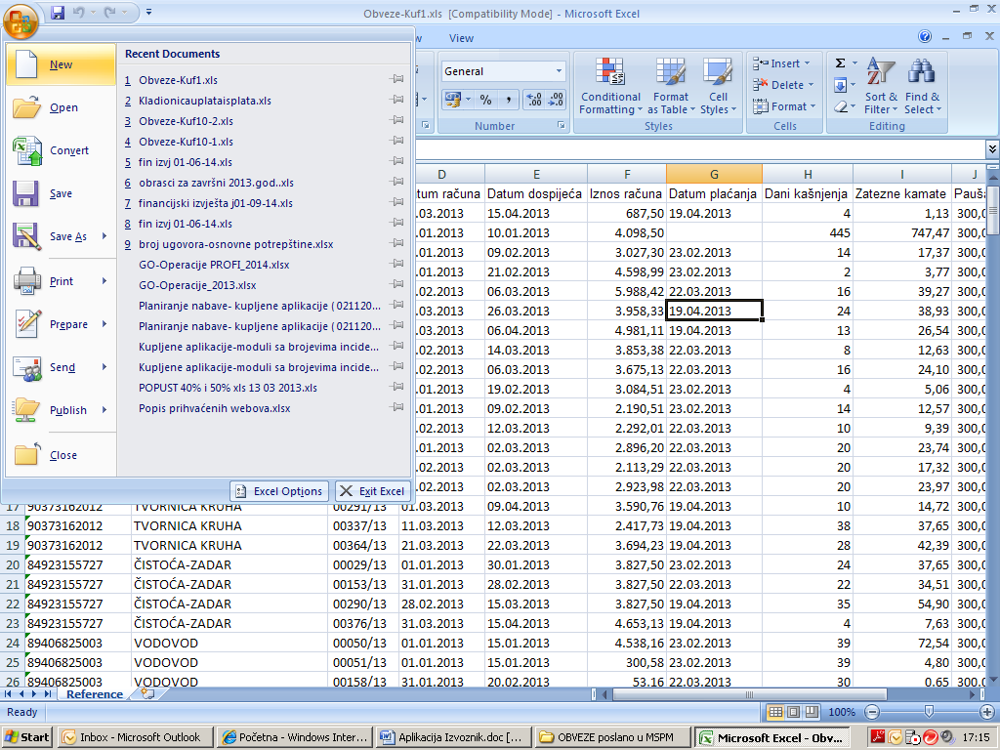 Obveze-Kuf1.xls [Compatibility Mode] - Microsoft Excel
View
New
Open
Convert
Save
Save As
Print
Prepare
Send
Publish
Close
Recent Documents
1 Obveze-Kuf1.xls
2 Kladionicauplataisplata.xls
3 Obveze-Kuf10-2.xls
4 Obveze-Kuf10-1.xls
5 fin izvj 01-06-14.xls
6 obrasci za završni 2013.god..xls
7 financijski izvješta j01-09-14.xls
8 fin izvj 01-06-14.xls
9 broj ugovora-osnovne potrepštine.xlsx
GO-Operacije PROFI_2014.xlsx
GO-Operacije_2013.xlsx
Planiranje nabave- kupljene aplikacije ( 021120...
Planiranje nabave- kupljene aplikacije ( 021120...
Kupljene aplikacije-moduli sa brojevima incide...
Kupljene aplikacije-moduli sa brojevima incide...
POPUST 40% i 50% xls 13 03 2013.xls
Popis prihvaćenih webova.xlsx
Excel Options
Exit Excel
General
% ,
Number
Conditional Formatting
Format as Table
Cell Styles
Styles
Insert
Delete
Format
Cells
Σ
Sort & Filter
Find & Select
Editing
D E F G H I J
tum računa Datum dospijeća Iznos računa Datum plaćanja Dani kašnjenja Zatezne kamate Pauša
.03.2013 15.04.2013 687,50 19.04.2013 4 1,13 300,0
.01.2013 10.01.2013 4.098,50 445 747,47 300,0
.01.2013 09.02.2013 3.027,30 23.02.2013 14 17,37 300,0
.01.2013 21.02.2013 4.598,99 23.02.2013 2 3,77 300,0
.02.2013 06.03.2013 5.988,42 22.03.2013 16 39,27 300,0
.03.2013 26.03.2013 3.958,33 19.04.2013 24 38,93 300,0
.03.2013 06.04.2013 4.981,11 19.04.2013 13 26,54 300,0
.02.2013 14.03.2013 3.853,38 22.03.2013 8 12,63 300,0
.02.2013 06.03.2013 3.675,13 22.03.2013 16 24,10 300,0
.01.2013 19.02.2013 3.084,51 23.02.2013 4 5,06 300,0
.01.2013 09.02.2013 2.190,51 23.02.2013 14 12,57 300,0
.02.2013 12.03.2013 2.292,01 22.03.2013 10 9,39 300,0
.02.2013 02.03.2013 2.896,20 22.03.2013 20 23,74 300,0
.02.2013 02.03.2013 2.113,29 22.03.2013 20 17,32 300,0
.02.2013 02.03.2013 2.923,98 22.03.2013 20 23,97 300,0
17 90373162012 TVORNICA KRUHA 00291/13 01.03.2013 09.04.2013 3.590,76 19.04.2013 10 14,72 300,0
18 90373162012 TVORNICA KRUHA 00337/13 11.03.2013 12.03.2013 2.417,73 19.04.2013 38 37,65 300,0
19 90373162012 TVORNICA KRUHA 00364/13 21.03.2013 22.03.2013 3.694,23 19.04.2013 28 42,39 300,0
20 84923155727 ČISTOĆA-ZADAR 00029/13 01.01.2013 30.01.2013 3.827,50 23.02.2013 24 37,65 300,0
21 84923155727 ČISTOĆA-ZADAR 00153/13 31.01.2013 28.02.2013 3.827,50 22.03.2013 22 34,51 300,0
22 84923155727 ČISTOĆA-ZADAR 00290/13 28.02.2013 15.03.2013 3.827,50 19.04.2013 35 54,90 300,0
23 84923155727 ČISTOĆA-ZADAR 00376/13 31.03.2013 15.04.2013 4.653,13 19.04.2013 4 7,63 300,0
24 89406825003 VODOVOD 00050/13 01.01.2013 15.01.2013 4.538,16 23.02.2013 39 72,54 300,0
25 89406825003 VODOVOD 00051/13 01.01.2013 15.01.2013 300,58 23.02.2013 39 4,80 300,0
26 89406825003 VODOVOD 00158/13 31.01.2013 20.02.2013 53,16 22.03.2013 30 0,65 300,0
Reference
Ready
100%
Start
Inbox - Microsoft Outlook
Početna - Windows Inter...
Aplikacija Izvoznik.doc [...
OBVEZE poslano u MSPM
Microsoft Excel - Obv...
17:15